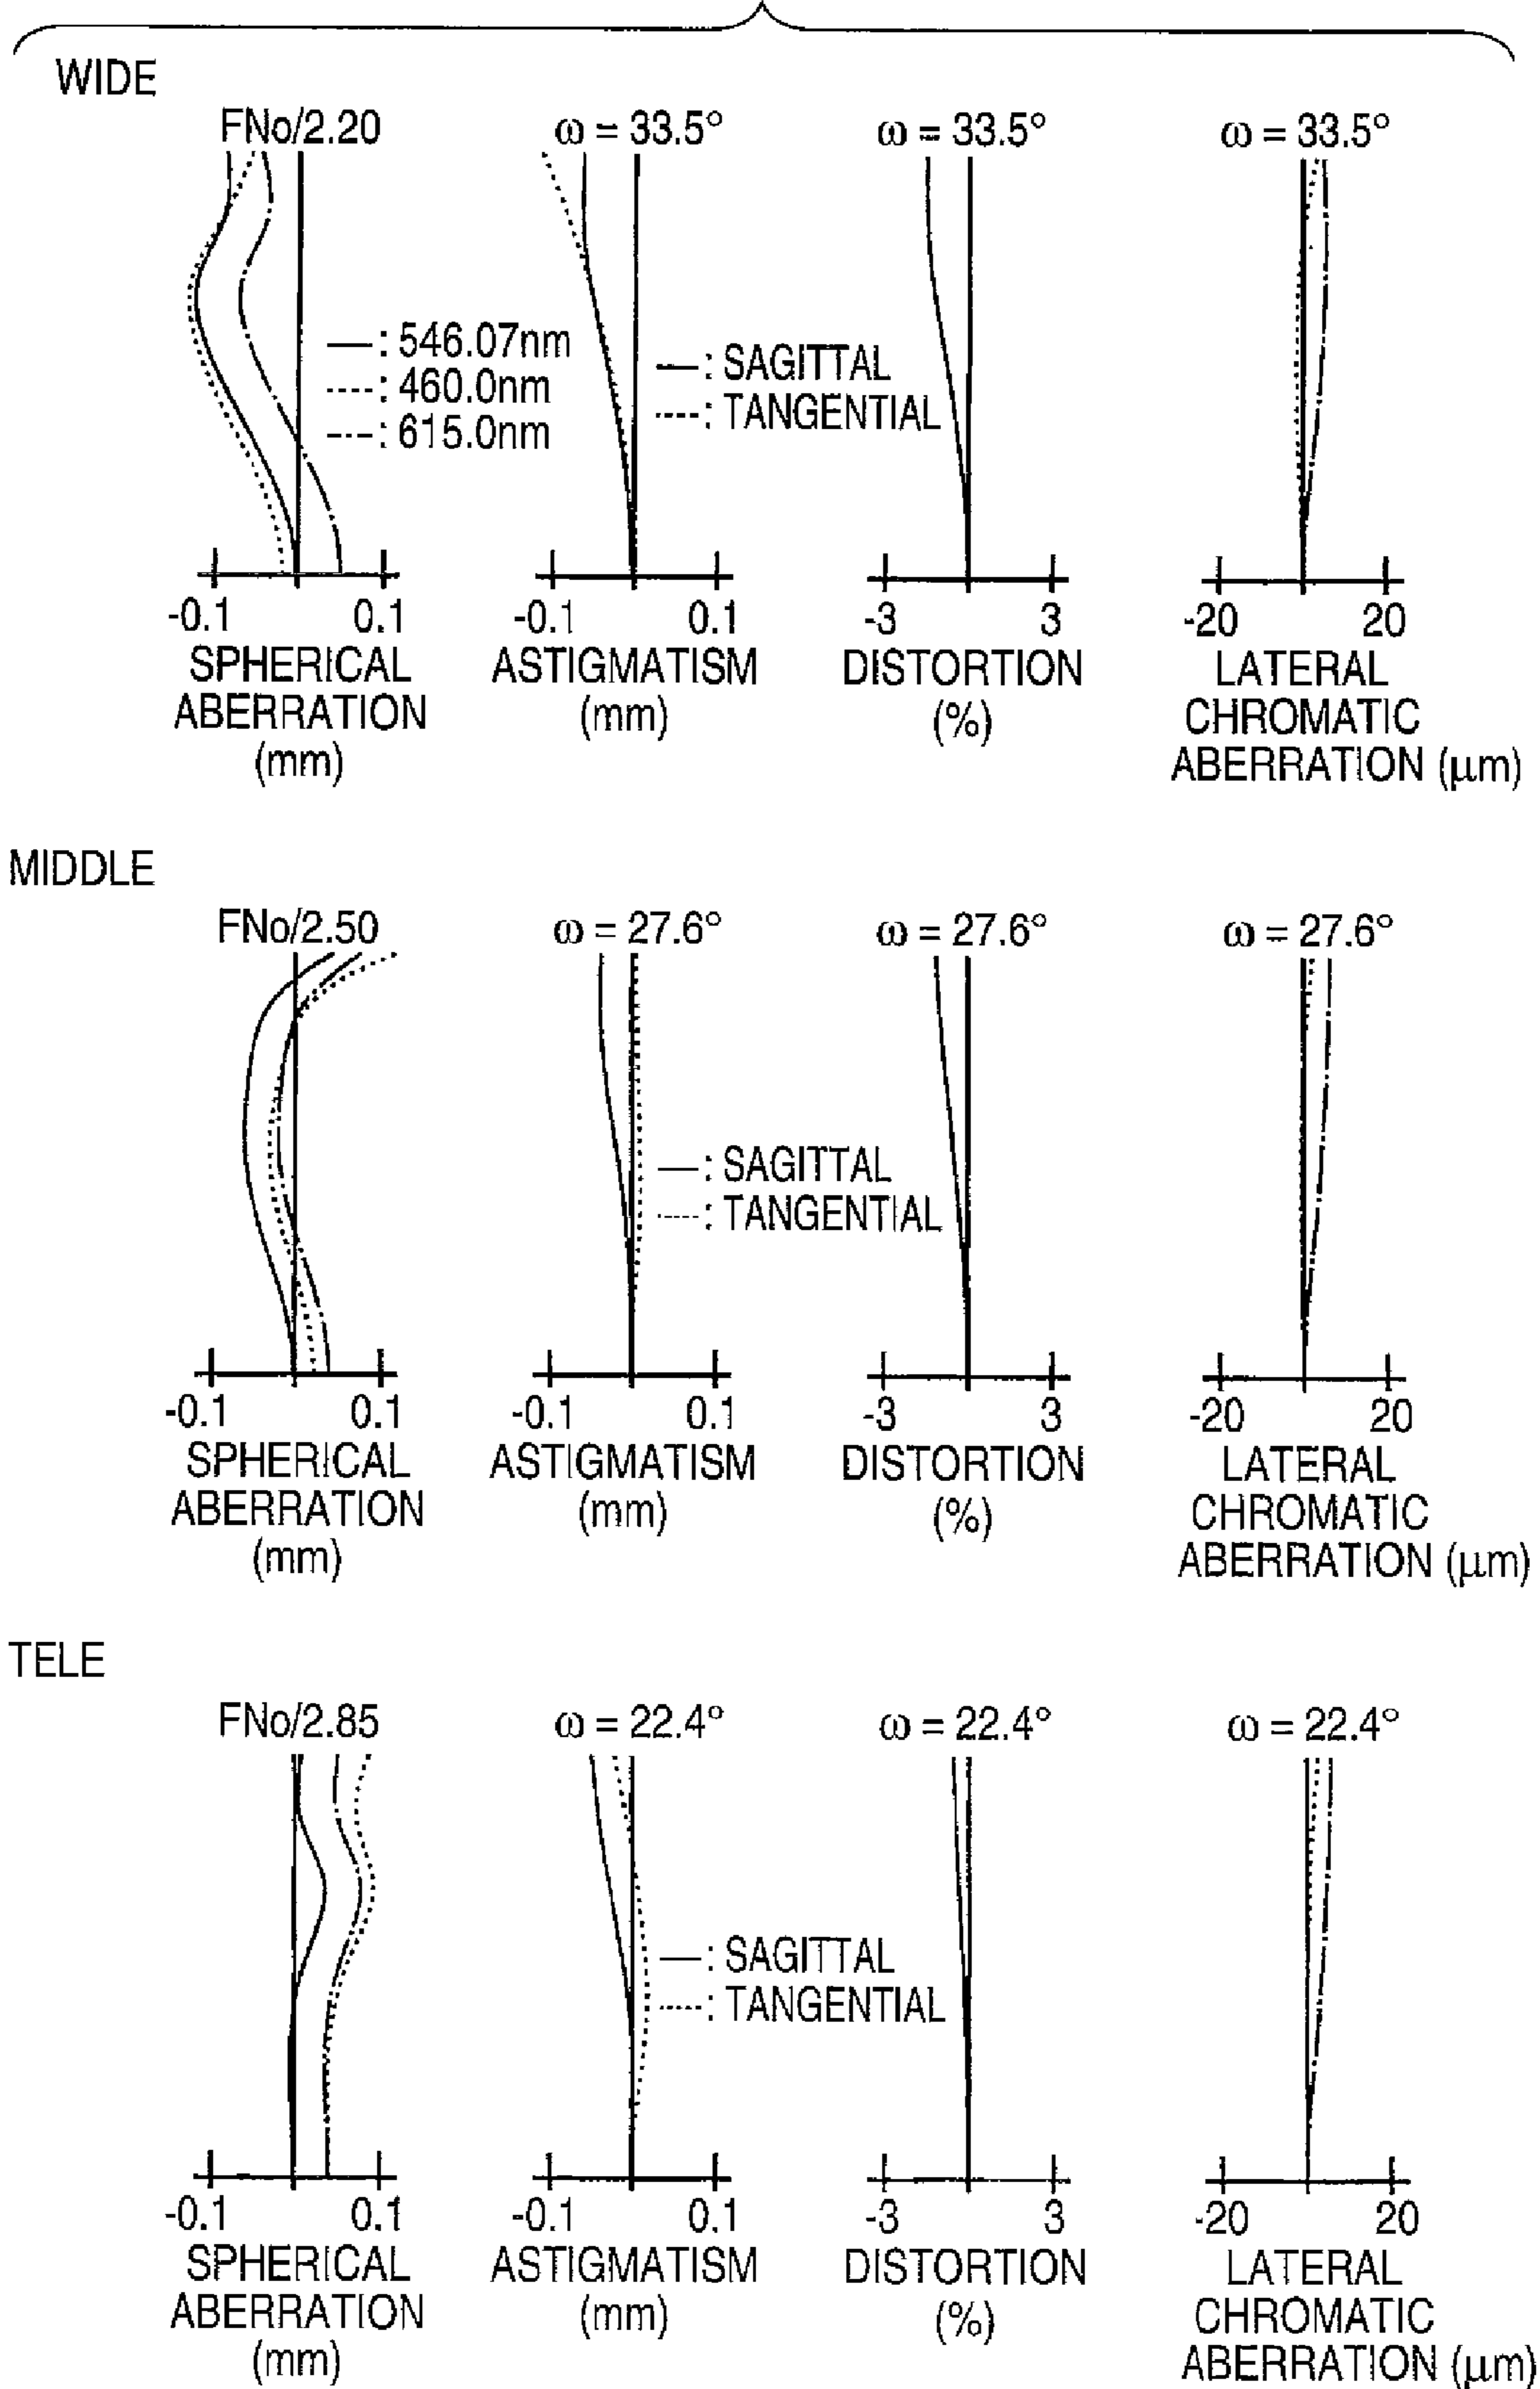 WIDE
FNo/2.20
ω = 33.5°
ω = 33.5°
ω = 33.5°
: 546.07nm
: 460.0nm
: 615.0nm
: SAGITTAL
: TANGENTIAL
-0.1 0.1
SPHERICAL
ABERRATION
(mm)
-0.1 0.1
ASTIGMATISM
(mm)
-3 3
DISTORTION
(%)
-20 20
LATERAL
CHROMATIC
ABERRATION (μm)
MIDDLE
FNo/2.50
ω = 27.6°
ω = 27.6°
ω = 27.6°
: SAGITTAL
: TANGENTIAL
-0.1 0.1
SPHERICAL
ABERRATION
(mm)
-0.1 0.1
ASTIGMATISM
(mm)
-3 3
DISTORTION
(%)
-20 20
LATERAL
CHROMATIC
ABERRATION (μm)
TELE
FNo/2.85
ω = 22.4°
ω = 22.4°
ω = 22.4°
: SAGITTAL
: TANGENTIAL
-0.1 0.1
SPHERICAL
ABERRATION
(mm)
-0.1 0.1
ASTIGMATISM
(mm)
-3 3
DISTORTION
(%)
-20 20
LATERAL
CHROMATIC
ABERRATION (μm)